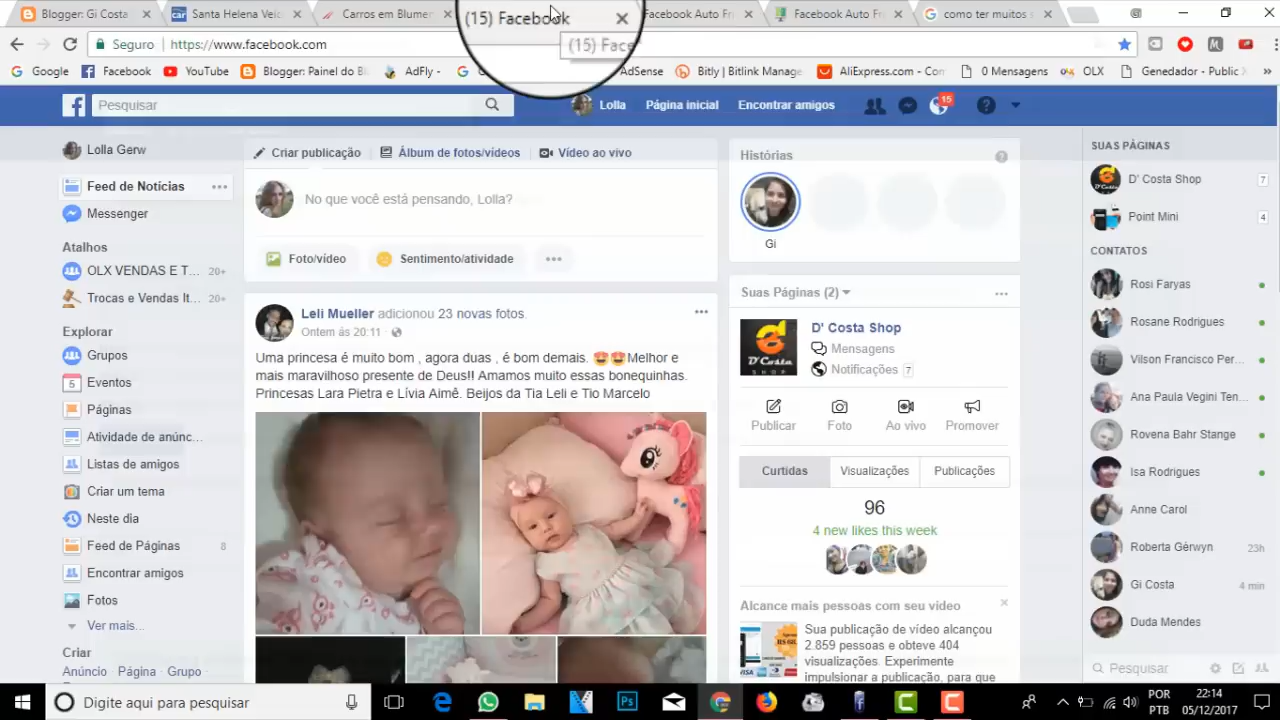 Blogger: Gi Costa
Santa Helena Veíc
Carros em Blumen
(15) Facebook
Facebook Auto Fr
Facebook Auto Fr
como ter muitos s
(15) Face
Seguro
https://www.facebook.com
Google
Facebook
YouTube
Blogger: Painel do B
AdFly -
G
AdSense
Bitly | Bitlink Manage
AliExpress.com - Con
0 Mensagens
OLX
Genedador - Public
Pesquisar
Lolla
Página inicial
Encontrar amigos
15
Lolla Gerw
Feed de Notícias
Messenger
Atalhos
OLX VENDAS E T... 20+
Trocas e Vendas It... 20+
Explorar
Grupos
5 Eventos
Páginas
Atividade de anúnc...
Listas de amigos
Criar um tema
Neste dia
Feed de Páginas 8
Encontrar amigos
Fotos
Ver mais...
Criar
Anúncio · Página · Grupo ·
Criar publicação
Álbum de fotos/vídeos
Vídeo ao vivo
No que você está pensando, Lolla?
Foto/vídeo
Sentimento/atividade
Leli Mueller adicionou 23 novas fotos.
Ontem às 20:11 ·
Uma princesa é muito bom , agora duas , é bom demais. 😍😍Melhor e
mais maravilhoso presente de Deus!! Amamos muito essas bonequinhas.
Princesas Lara Pietra e Lívia Aimê. Beijos da Tia Leli e Tio Marcelo
Histórias
Gi
Suas Páginas (2)
D'Costa
SHOP
D' Costa Shop
Mensagens
Notificações 7
Publicar
Foto
Ao vivo
Promover
Curtidas
Visualizações
Publicações
96
4 new likes this week
Alcance mais pessoas com seu vídeo
Sua publicação de vídeo alcançou
2.859 pessoas e obteve 404
visualizações. Experimente
impulsionar a publicação, para que
SUAS PÁGINAS
D' Costa Shop 7
Point Mini 4
CONTATOS
Rosi Faryas
Rosane Rodrigues
Vilson Francisco Per...
Ana Paula Vegini Ten...
Rovena Bahr Stange
Isa Rodrigues
Anne Carol
Roberta Gérwyn 23h
Gi Costa 4 min
Duda Mendes
Pesquisar
Digite aqui para pesquisar
POR
PTB
22:14
05/12/2017